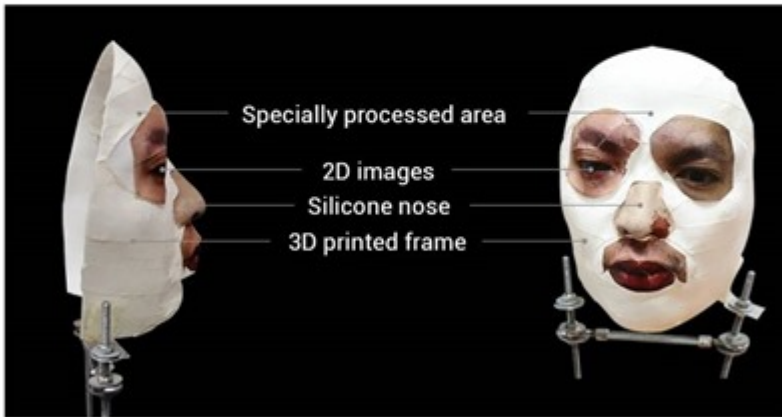 Specially processed area
2D images
Silicone nose
3D printed frame